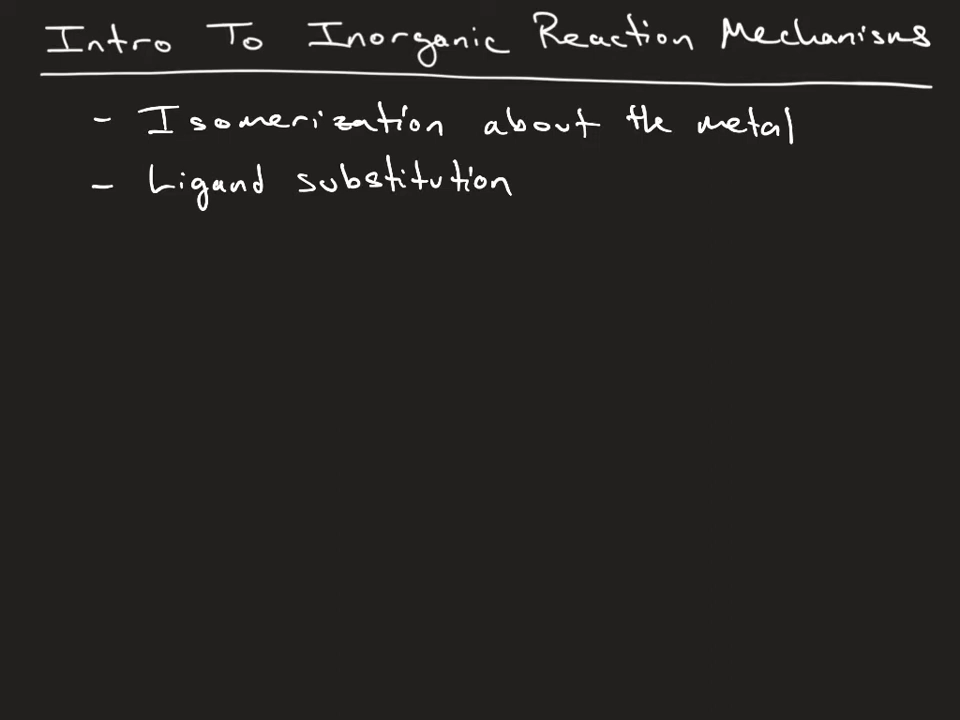 Intro To Inorganic Reaction Mechanisms
- Isomerization about the metal
- Ligand substitution